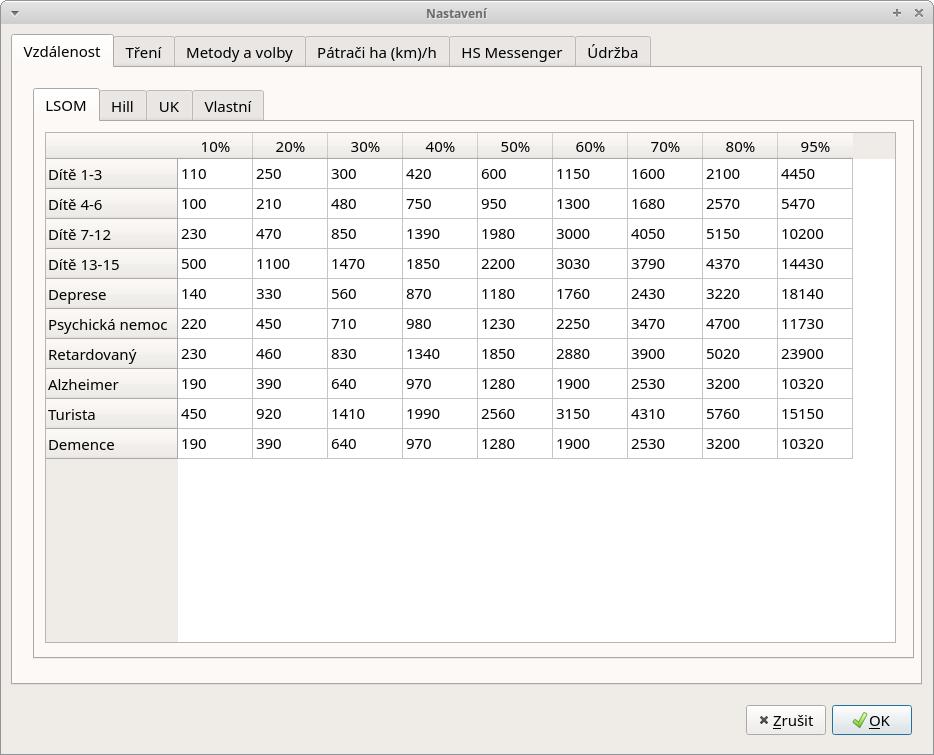 Nastavení
Vzdálenost Tření Metody a volby Pátrači ha (km)/h HS Messenger Údržba
LSOM Hill UK Vlastní
10% 20% 30% 40% 50% 60% 70% 80% 95%
Dítě 1-3 110 250 300 420 600 1150 1600 2100 4450
Dítě 4-6 100 210 480 750 950 1300 1680 2570 5470
Dítě 7-12 230 470 850 1390 1980 3000 4050 5150 10200
Dítě 13-15 500 1100 1470 1850 2200 3030 3790 4370 14430
Deprese 140 330 560 870 1180 1760 2430 3220 18140
Psychická nemoc 220 450 710 980 1230 2250 3470 4700 11730
Retardovaný 230 460 830 1340 1850 2880 3900 5020 23900
Alzheimer 190 390 640 970 1280 1900 2530 3200 10320
Turista 450 920 1410 1990 2560 3150 4310 5760 15150
Demence 190 390 640 970 1280 1900 2530 3200 10320
Zrušit OK